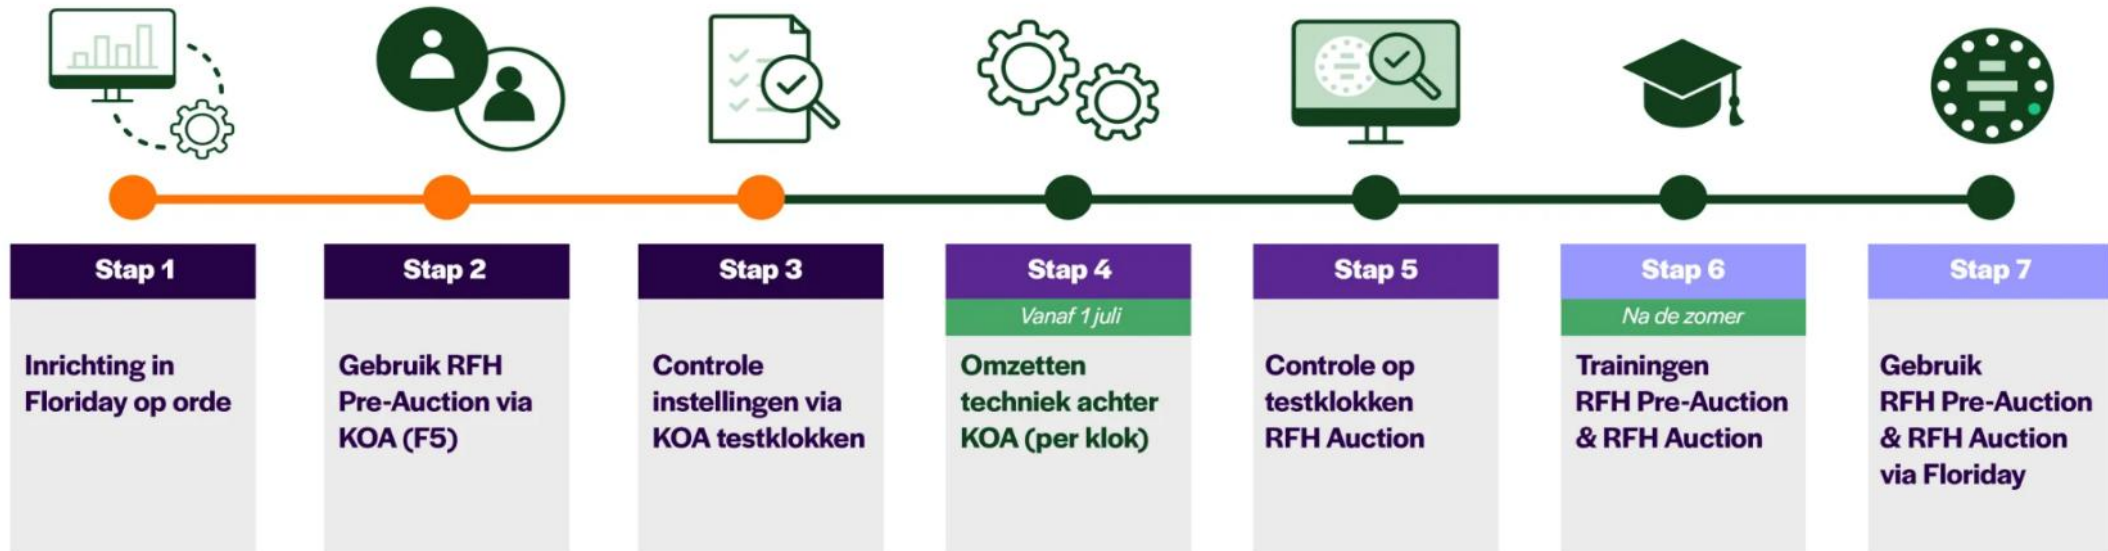 Stap 1
Inrichting in
Floriday op orde
Stap 2
Gebruik RFH
Pre-Auction via
KOA (F5)
Stap 3
Controle
instellingen via
KOA testklokken
Stap 4
Vanaf 1 juli
Omzetten
techniek achter
KOA (per klok)
Stap 5
Controle op
testklokken
RFH Auction
Stap 6
Na de zomer
Trainingen
RFH Pre-Auction
& RFH Auction
Stap 7
Gebruik
RFH Pre-Auction
& RFH Auction
via Floriday